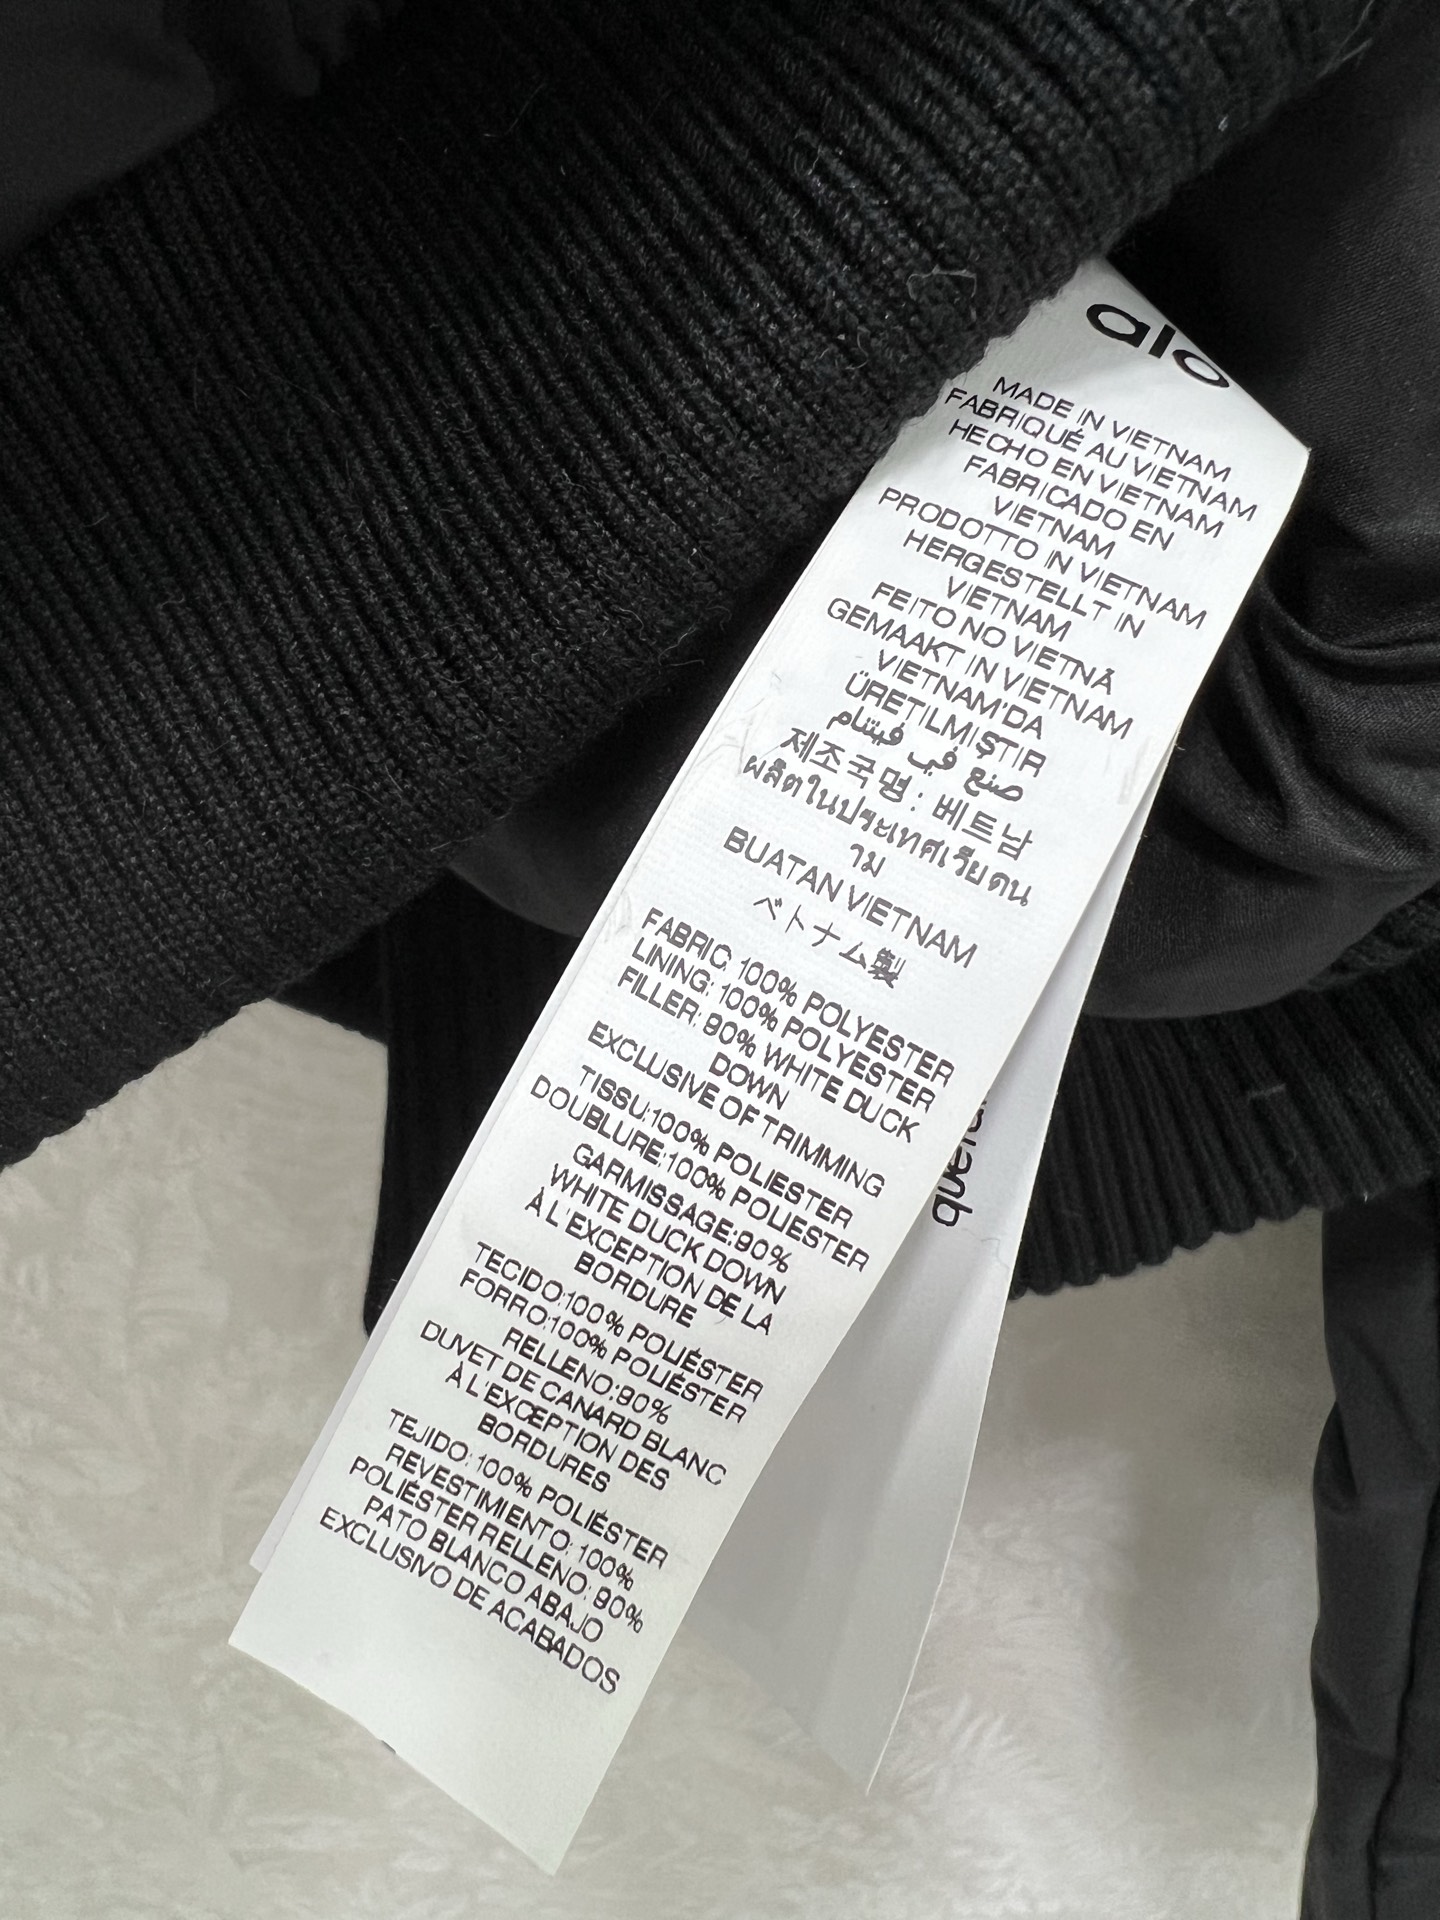 alo
MADE IN VIETNAM
FABRIQUÉ AU VIETNAM
HECHO EN VIETNAM
FABRICADO EN
VIETNAM
PRODOTTO IN VIETNAM
HERGESTELLT IN
VIETNAM
FEITO NO VIETNÃ
GEMAAKT IN VIETNAM
VIETNAM'DA
ÜRETILMIŞTIR
صنع في فيتنام
제조국명: 베트남
ผลิตในประเทศเวียดน
าม
BUATAN VIETNAM
ベトナム製
FABRIC: 100% POLYESTER
LINING: 100% POLYESTER
FILLER: 90% WHITE DUCK
DOWN
EXCLUSIVE OF TRIMMING
TISSU:100% POLIESTER
DOUBLURE:100% POLIESTER
GARMISSAGE:90%
WHITE DUCK DOWN
À L'EXCEPTION DE LA
BORDURE
TECIDO:100% POLIÉSTER
FORRO:100% POLIÉSTER
RELLENO:90%
DUVET DE CANARD BLANC
À L'EXCEPTION DES
BORDURES
TEJIDO: 100% POLIÉSTER
REVESTIMIENTO: 100%
POLIÉSTER RELLENO: 90%
PATO BLANCO ABAJO
EXCLUSIVO DE ACABADOS